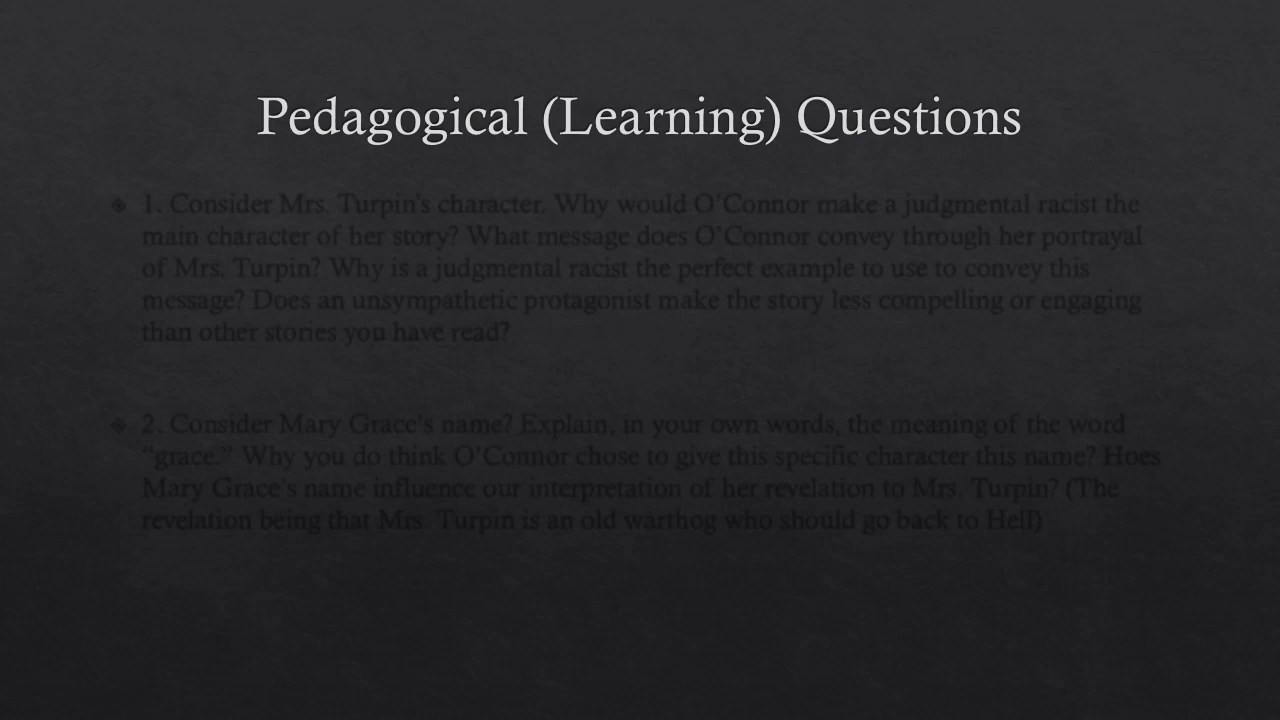 Pedagogical (Learning) Questions
1. Consider Mrs. Turpin's character. Why would O'Connor make a judgmental racist the
main character of her story? What message does O'Connor convey through her portrayal
of Mrs. Turpin? Why is a judgmental racist the perfect example to use to convey this
message? Does an unsympathetic protagonist make the story less compelling or engaging
than other stories you have read?
2. Consider Mary Grace's name? Explain, in your own words, the meaning of the word
“grace.” Why you do think O'Connor chose to give this specific character this name? Hoes
Mary Grace's name influence our interpretation of her revelation to Mrs. Turpin? (The
revelation being that Mrs. Turpin is an old warthog who should go back to Hell)